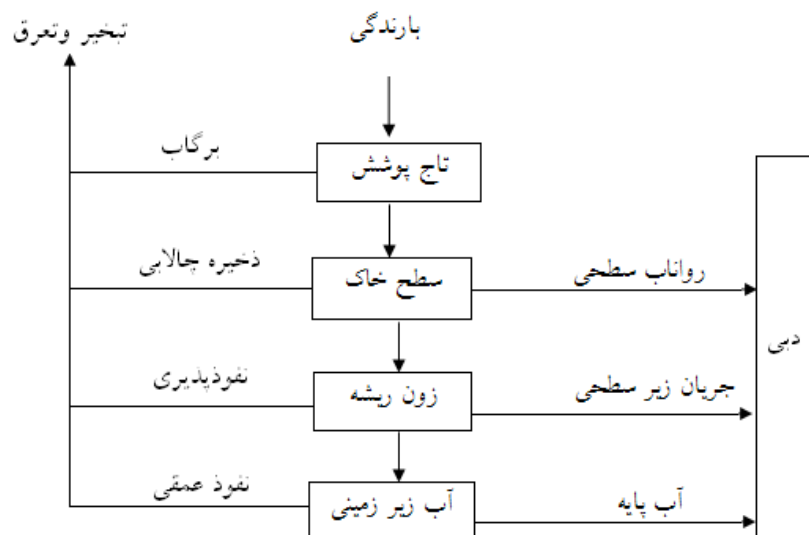 تبخیر وتعرق
بارندگی
برگاب
تاج پوشش
ذخیره چالابی
سطح خاک
رواناب سطحی
دبی
نفوذپذیری
زون ریشه
جریان زیر سطحی
نفوذ عمقی
آب زیر زمینی
آب پایه